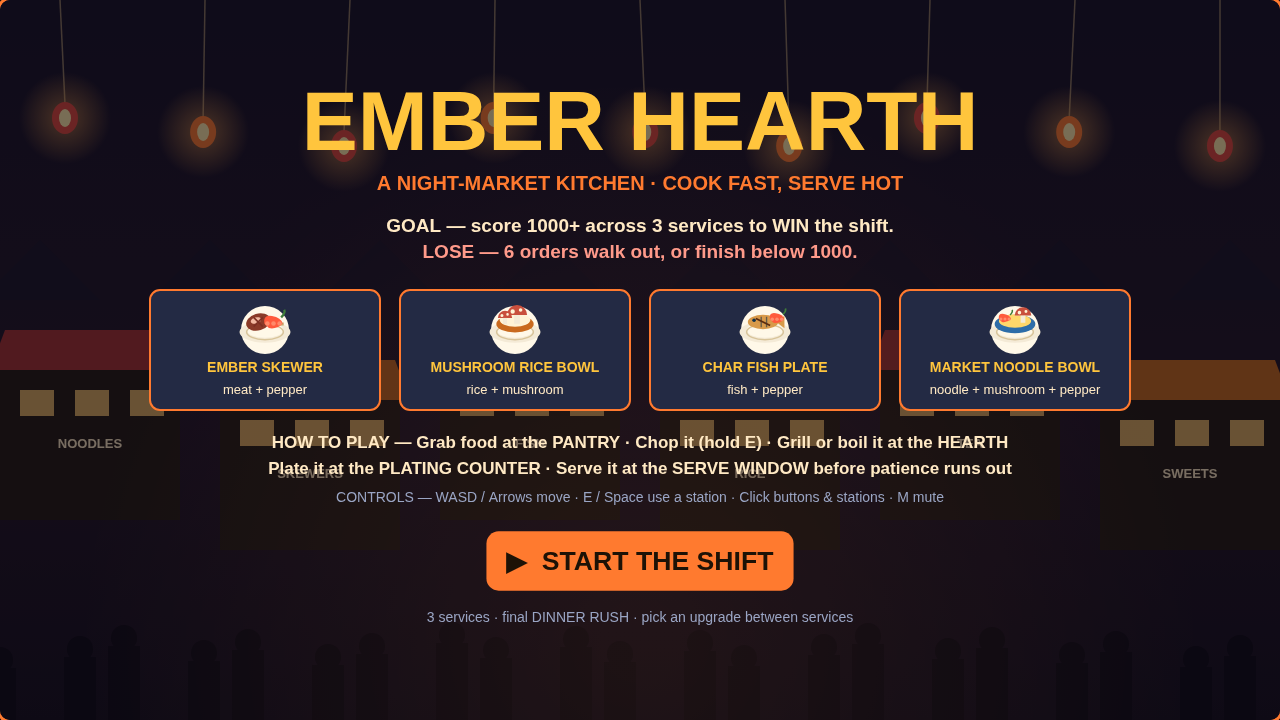 EMBER HEARTH
A NIGHT-MARKET KITCHEN · COOK FAST, SERVE HOT
GOAL — score 1000+ across 3 services to WIN the shift.
LOSE — 6 orders walk out, or finish below 1000.
EMBER SKEWER
meat + pepper
MUSHROOM RICE BOWL
rice + mushroom
CHAR FISH PLATE
fish + pepper
MARKET NOODLE BOWL
noodle + mushroom + pepper
NOODLES
HOW TO PLAY — Grab food at the PANTRY · Chop it (hold E) · Grill or boil it at the HEARTH
SKEWERS
Plate it at the PLATING COUNTER · Serve it at the SERVE WINDOW before patience runs out
RICE
SWEETS
CONTROLS — WASD / Arrows move · E / Space use a station · Click buttons & stations · M mute
▶ START THE SHIFT
3 services · final DINNER RUSH · pick an upgrade between services